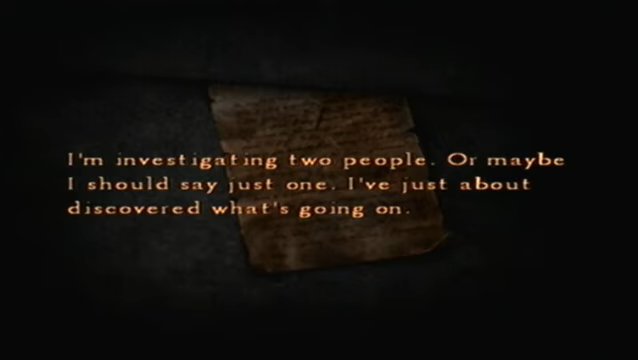 I'm investigating two people. Or maybe
I should say just one. I've just about
discovered what's going on.